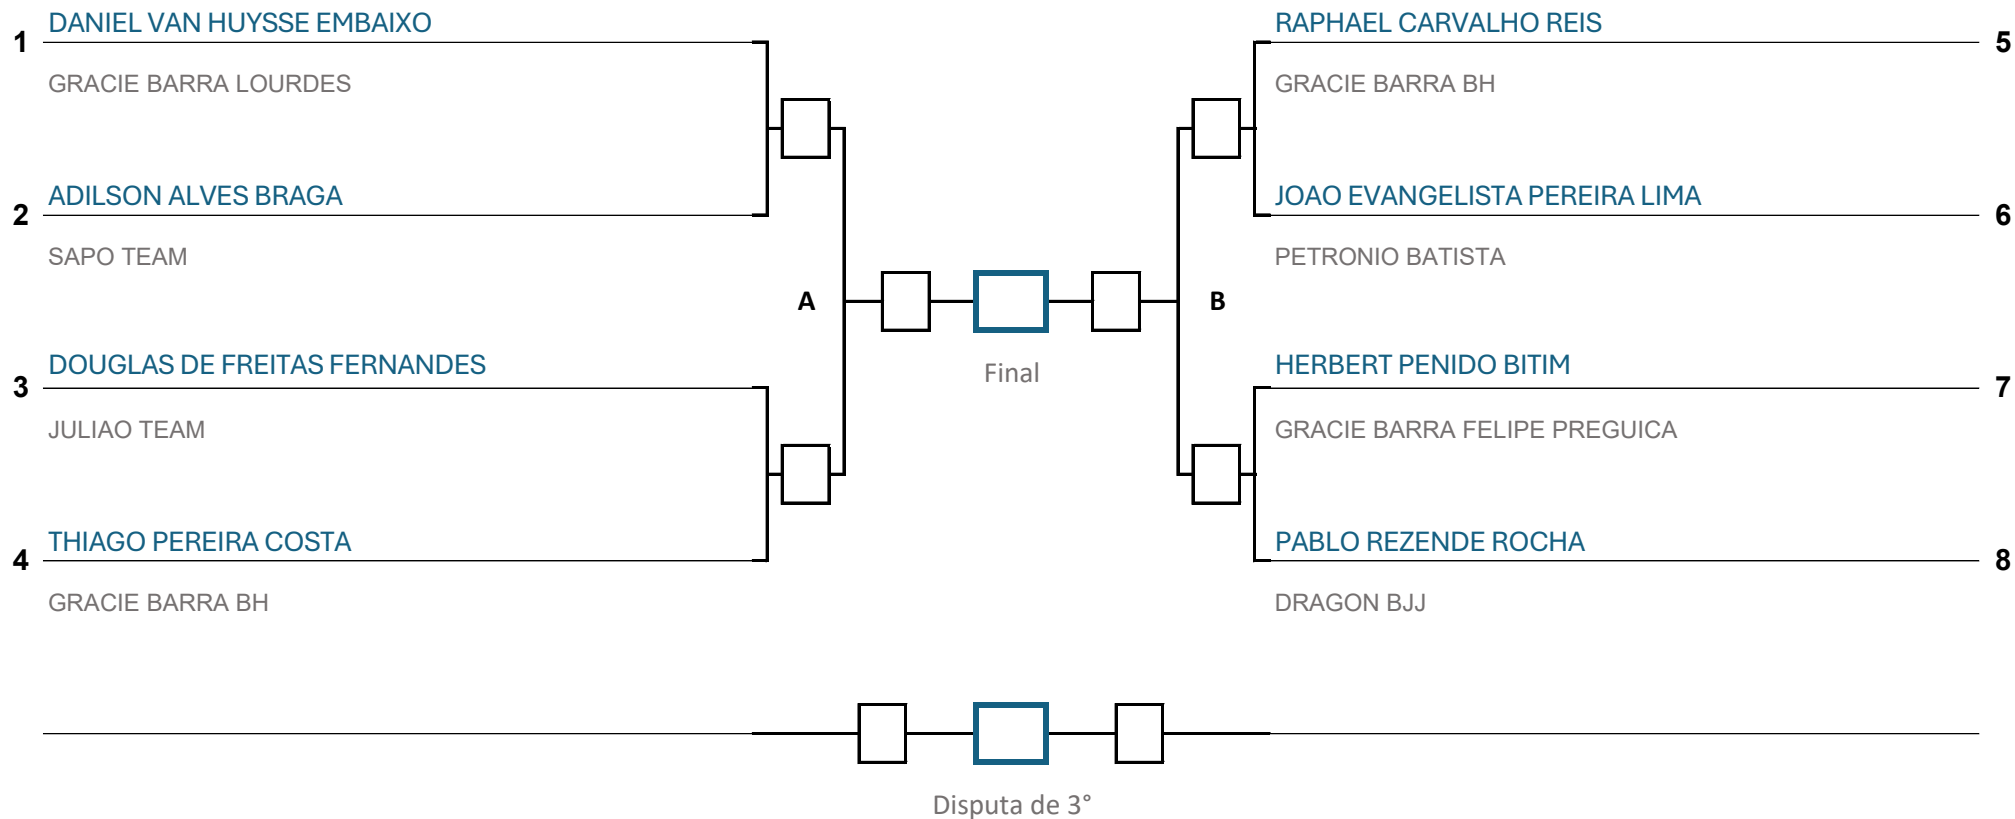 1
DANIEL VAN HUYSSE EMBAIXO
GRACIE BARRA LOURDES
2
ADILSON ALVES BRAGA
SAPO TEAM
A
3
DOUGLAS DE FREITAS FERNANDES
JULIAO TEAM
4
THIAGO PEREIRA COSTA
GRACIE BARRA BH
Final
RAPHAEL CARVALHO REIS
5
GRACIE BARRA BH
JOAO EVANGELISTA PEREIRA LIMA
6
PETRONIO BATISTA
B
HERBERT PENIDO BITIM
7
GRACIE BARRA FELIPE PREGUICA
PABLO REZENDE ROCHA
8
DRAGON BJJ
Disputa de 3°